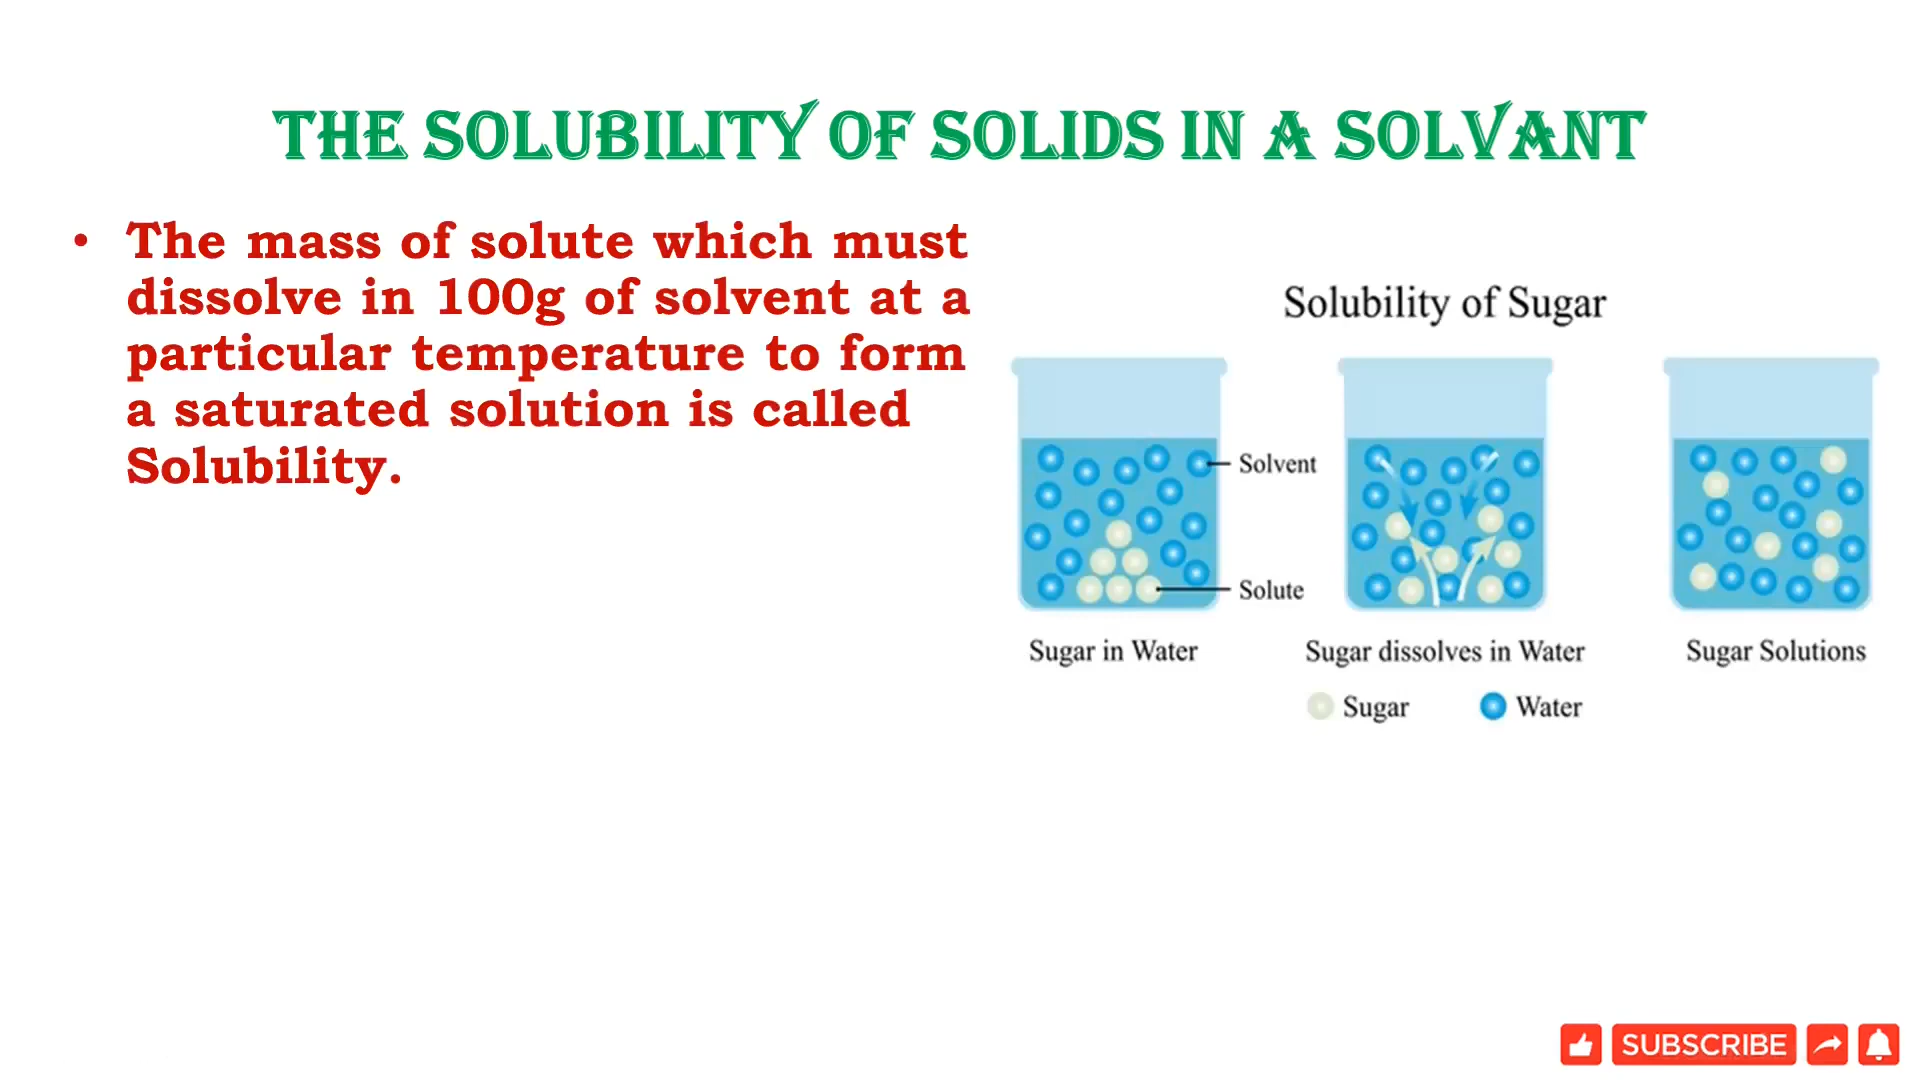 THE SOLUBILITY OF SOLIDS IN A SOLVANT
• The mass of solute which must
dissolve in 100g of solvent at a
particular temperature to form
a saturated solution is called
Solubility.
Solubility of Sugar
Solvent
Solute
Sugar in Water
Sugar dissolves in Water
Sugar Solutions
Sugar
Water
SUBSCRIBE